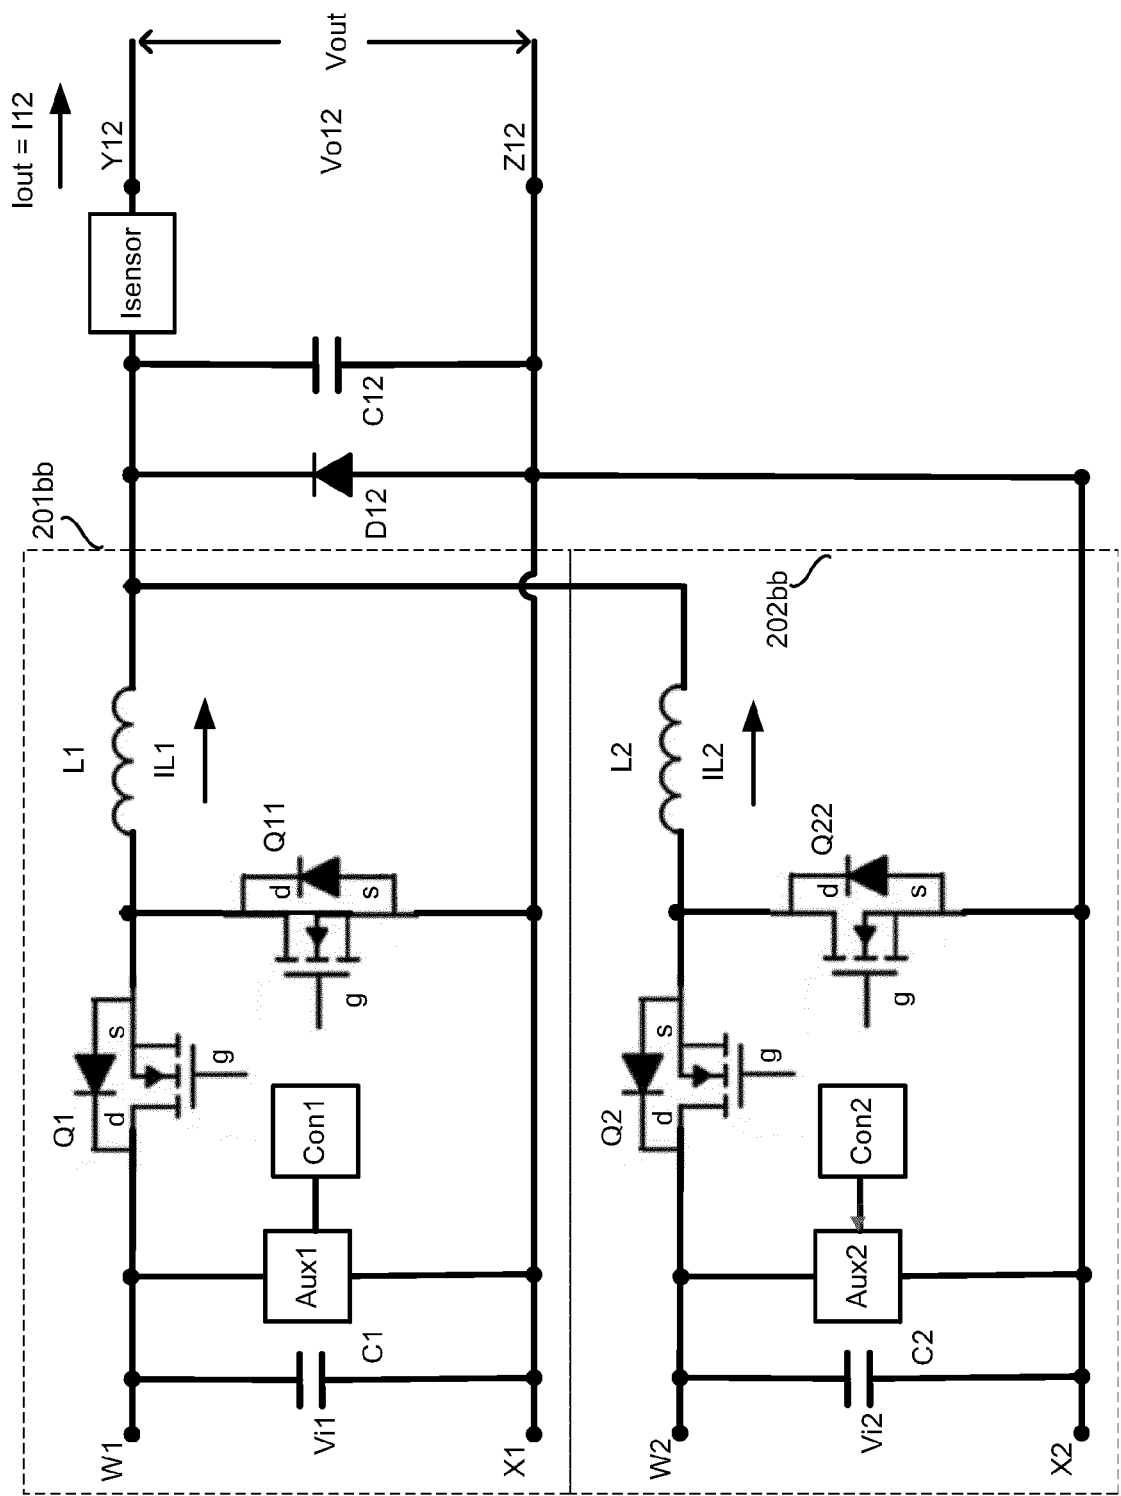 Iout = I12
Y12
Vout
Vo12
Z12
Isensor
C12
D12
201bb
L1
IL1
Q11
d
s
g
Q1
d
s
g
Con1
Aux1
C1
Vi1
W1
X1
202bb
L2
IL2
Q22
d
s
g
Q2
d
s
g
Con2
Aux2
C2
Vi2
W2
X2